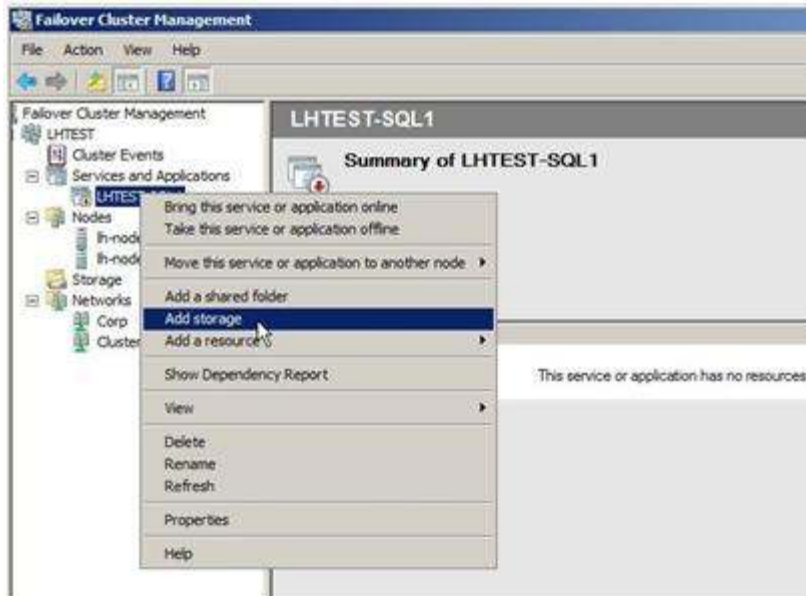 Failover Cluster Management
File Action View Help
Failover Cluster Management
LHTEST
Cluster Events
Services and Applications
Nodes
Storage
Networks
Corp
Cluster
LHTEST-SQL1
Summary of LHTEST-SQL1
Bring this service or application online
Take this service or application offline
Move this service or application to another node
Add a shared folder
Add storage
Add a resource
Show Dependency Report
View
Delete
Rename
Refresh
Properties
Help
This service or application has no resources